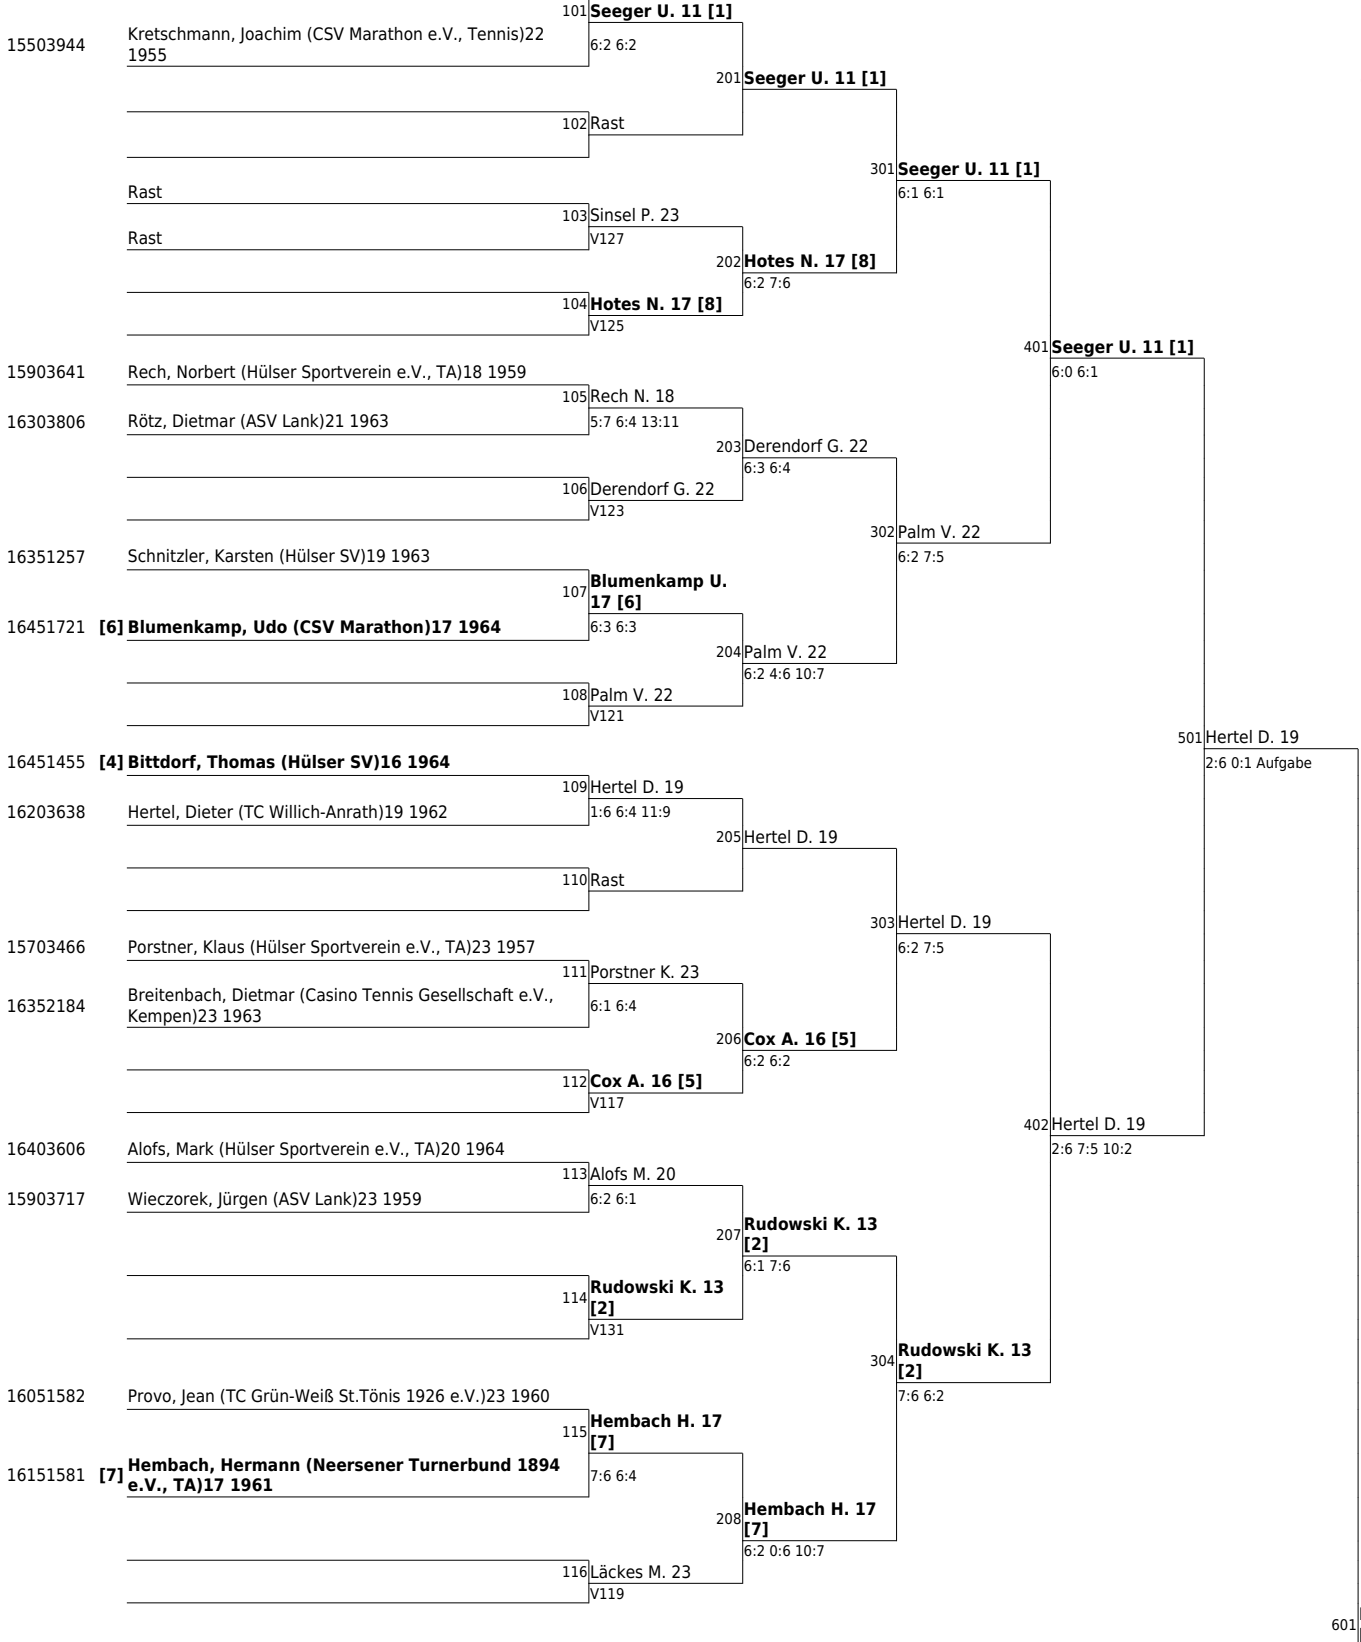 101 Seeger U. 11 [1]
15503944 Kretschmann, Joachim (CSV Marathon e.V., Tennis)22
1955
6:2 6:2
201 Seeger U. 11 [1]
102 Rast
301 Seeger U. 11 [1]
6:1 6:1
Rast
103 Sinsel P. 23
Rast
V127
202 Hotes N. 17 [8]
6:2 7:6
104 Hotes N. 17 [8]
V125
401 Seeger U. 11 [1]
6:0 6:1
15903641 Rech, Norbert (Hülser Sportverein e.V., TA)18 1959
105 Rech N. 18
16303806 Rötz, Dietmar (ASV Lank)21 1963
5:7 6:4 13:11
203 Derendorf G. 22
6:3 6:4
106 Derendorf G. 22
V123
302 Palm V. 22
6:2 7:5
16351257 Schnitzler, Karsten (Hülser SV)19 1963
107 Blumenkamp U.
17 [6]
16451721 [6] Blumenkamp, Udo (CSV Marathon)17 1964
6:3 6:3
204 Palm V. 22
6:2 4:6 10:7
108 Palm V. 22
V121
501 Hertel D. 19
2:6 0:1 Aufgabe
16451455 [4] Bittdorf, Thomas (Hülser SV)16 1964
109 Hertel D. 19
16203638 Hertel, Dieter (TC Willich-Anrath)19 1962
1:6 6:4 11:9
205 Hertel D. 19
110 Rast
303 Hertel D. 19
6:2 7:5
15703466 Porstner, Klaus (Hülser Sportverein e.V., TA)23 1957
111 Porstner K. 23
16352184 Breitenbach, Dietmar (Casino Tennis Gesellschaft e.V.,
Kempen)23 1963
6:1 6:4
206 Cox A. 16 [5]
6:2 6:2
112 Cox A. 16 [5]
V117
402 Hertel D. 19
2:6 7:5 10:2
16403606 Alofs, Mark (Hülser Sportverein e.V., TA)20 1964
113 Alofs M. 20
15903717 Wieczorek, Jürgen (ASV Lank)23 1959
6:2 6:1
207 Rudowski K. 13
[2]
6:1 7:6
114 Rudowski K. 13
[2]
V131
304 Rudowski K. 13
[2]
7:6 6:2
16051582 Provo, Jean (TC Grün-Weiß St.Tönis 1926 e.V.)23 1960
115 Hembach H. 17
[7]
16151581 [7] Hembach, Hermann (Neersener Turnerbund 1894
e.V., TA)17 1961
7:6 6:4
208 Hembach H. 17
[7]
6:2 0:6 10:7
116 Läckes M. 23
V119
601